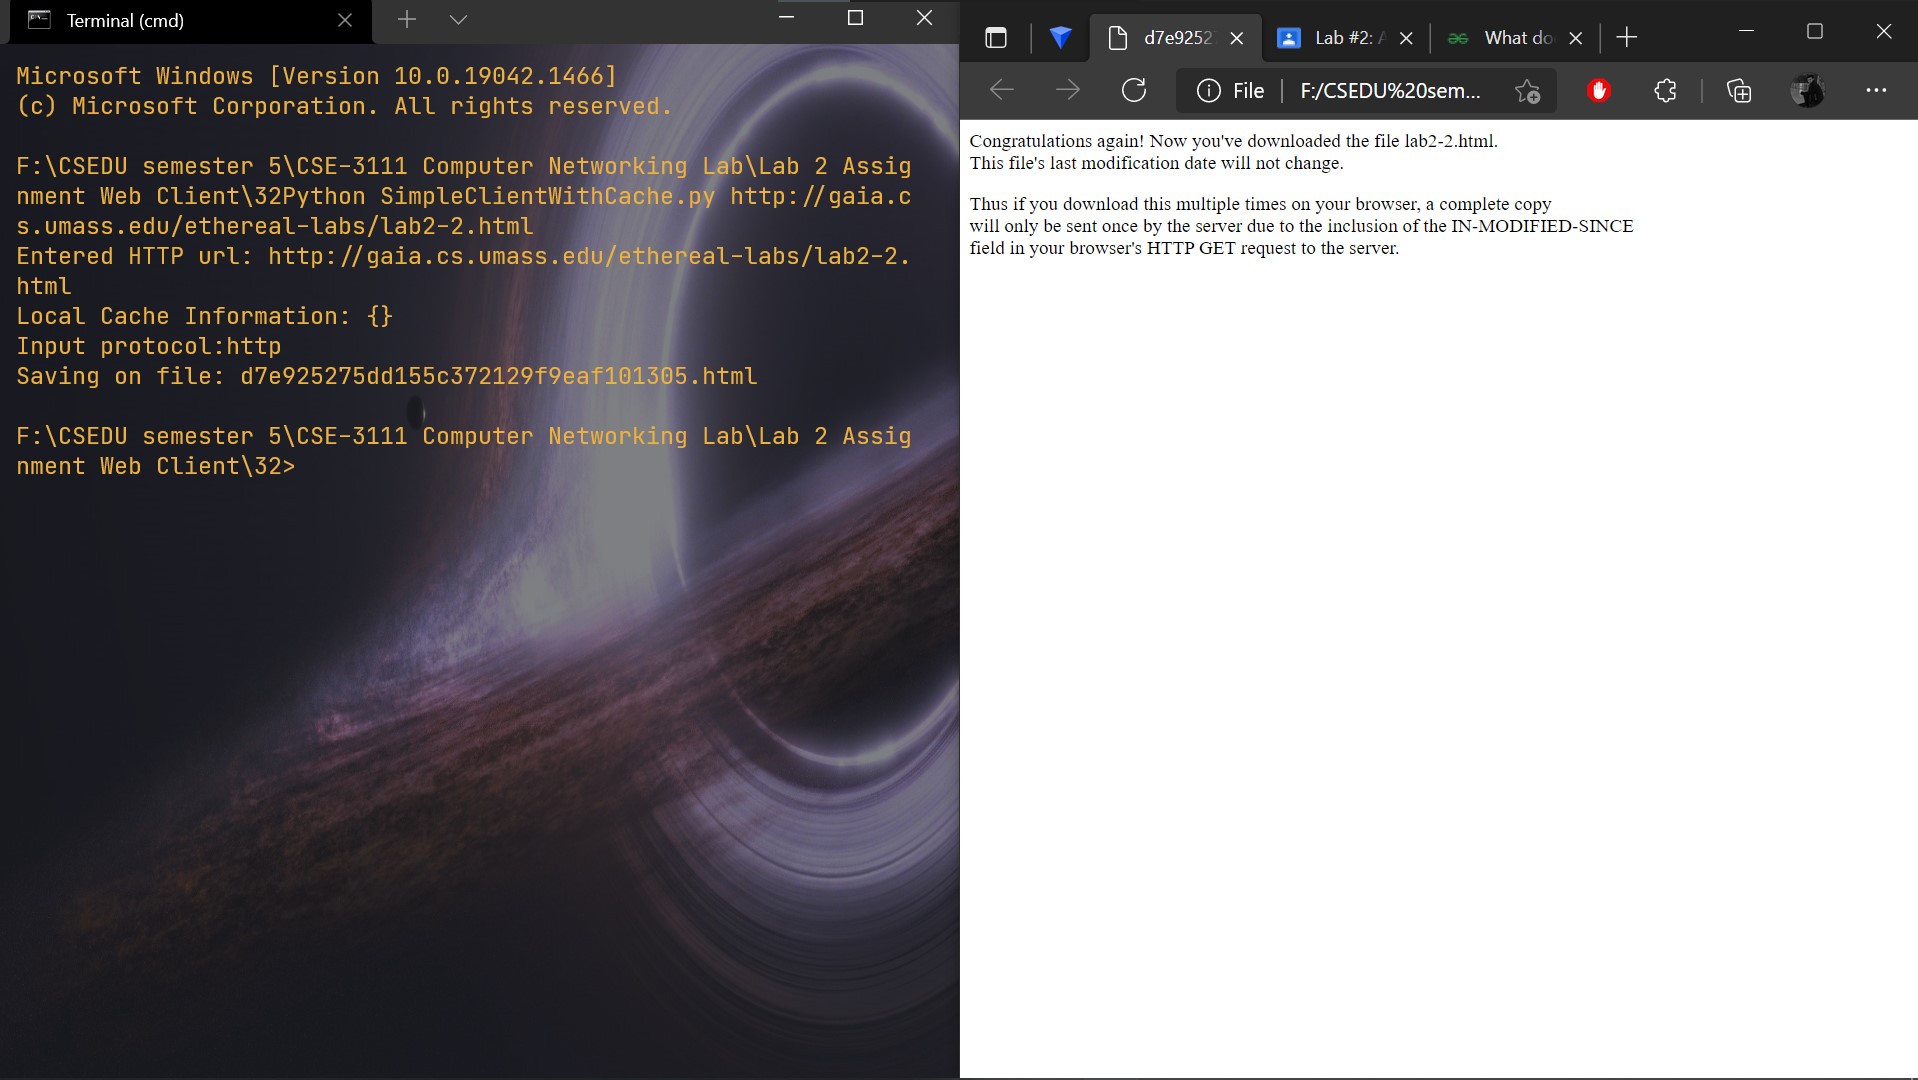 Terminal (cmd)
Microsoft Windows [Version 10.0.19042.1466]
(c) Microsoft Corporation. All rights reserved.
F:\CSEDU semester 5\CSE-3111 Computer Networking Lab\Lab 2 Assig
nment Web Client\32Python SimpleClientWithCache.py http://gaia.c
s.umass.edu/ethereal-labs/lab2-2.html
Entered HTTP url: http://gaia.cs.umass.edu/ethereal-labs/lab2-2.
html
Local Cache Information: {}
Input protocol:http
Saving on file: d7e925275dd155c372129f9eaf101305.html
F:\CSEDU semester 5\CSE-3111 Computer Networking Lab\Lab 2 Assig
nment Web Client\32>
d7e9252 Lab #2: A What do
File F:/CSEDU%20sem...
Congratulations again! Now you've downloaded the file lab2-2.html.
This file's last modification date will not change.
Thus if you download this multiple times on your browser, a complete copy
will only be sent once by the server due to the inclusion of the IN-MODIFIED-SINCE
field in your browser's HTTP GET request to the server.